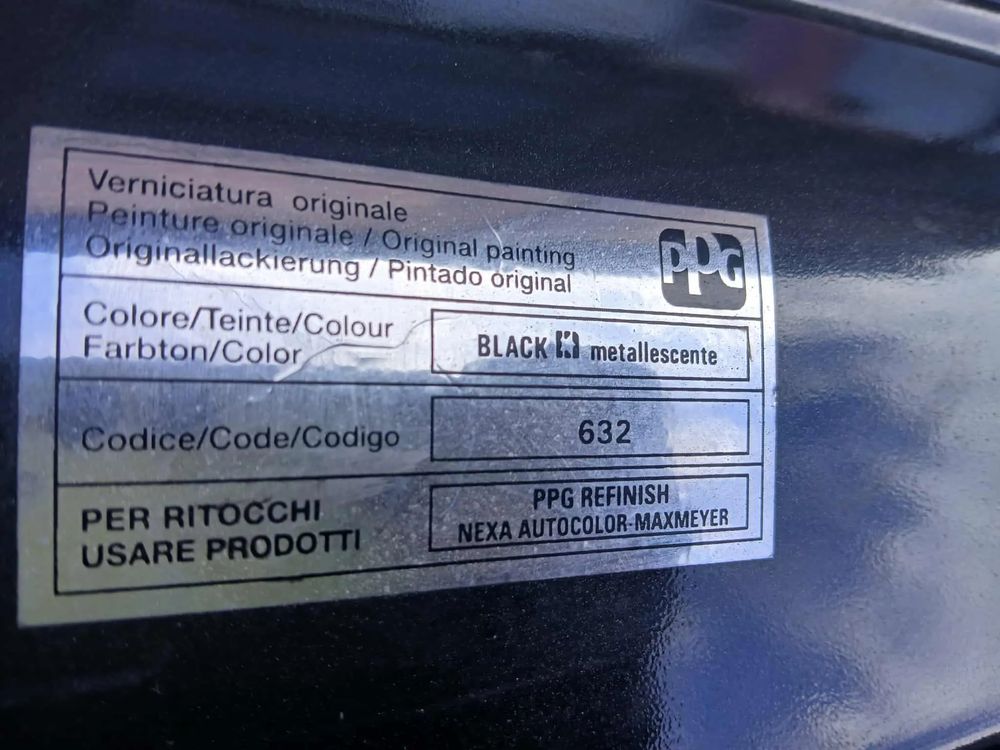 Verniciatura originale
Peinture originale / Original painting
Originallackierung / Pintado original
PPG
Colore/Teinte/Colour
Farbton/Color
BLACK metallescente
Codice/Code/Codigo
632
PER RITOCCHI
USARE PRODOTTI
PPG REFINISH
NEXA AUTOCOLOR-MAXMEYER